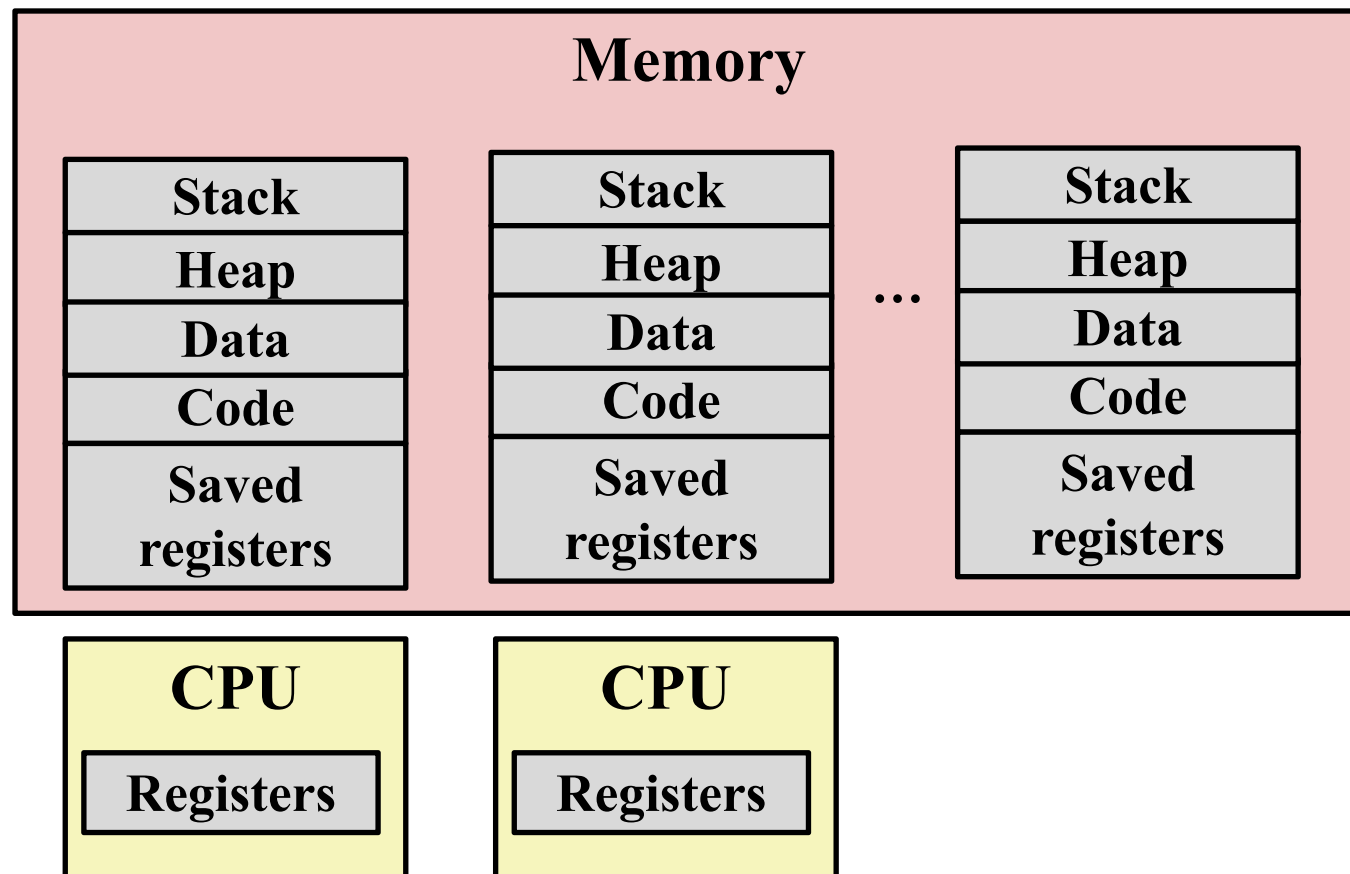 Memory
Stack
Heap
Data
Code
Saved
registers
Stack
Heap
Data
Code
Saved
registers
...
Stack
Heap
Data
Code
Saved
registers
CPU
Registers
CPU
Registers